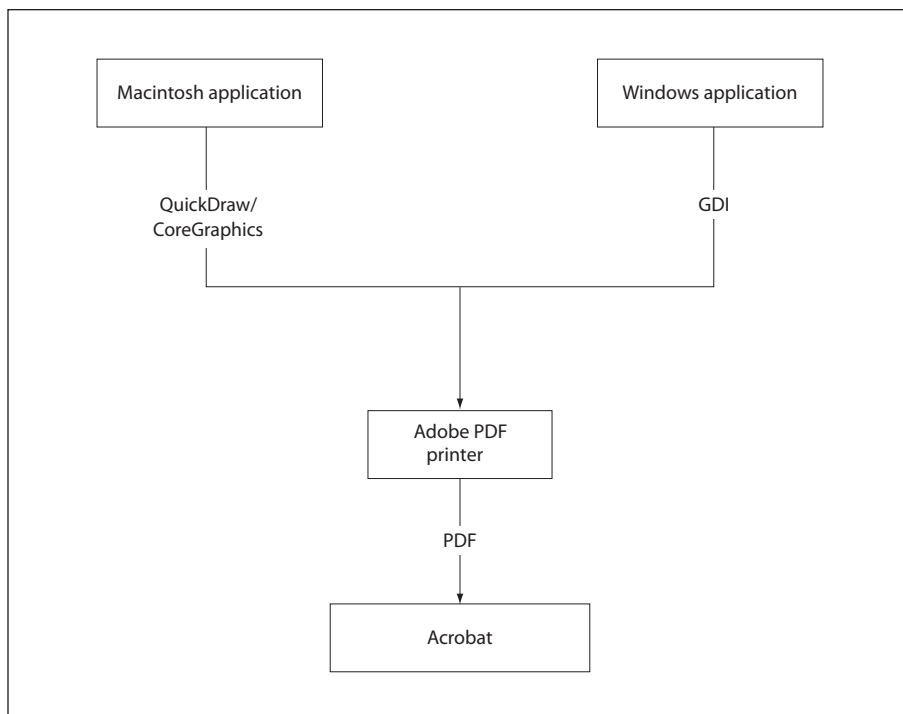 Macintosh application
Windows application
QuickDraw/
CoreGraphics
GDI
Adobe PDF
printer
PDF
Acrobat